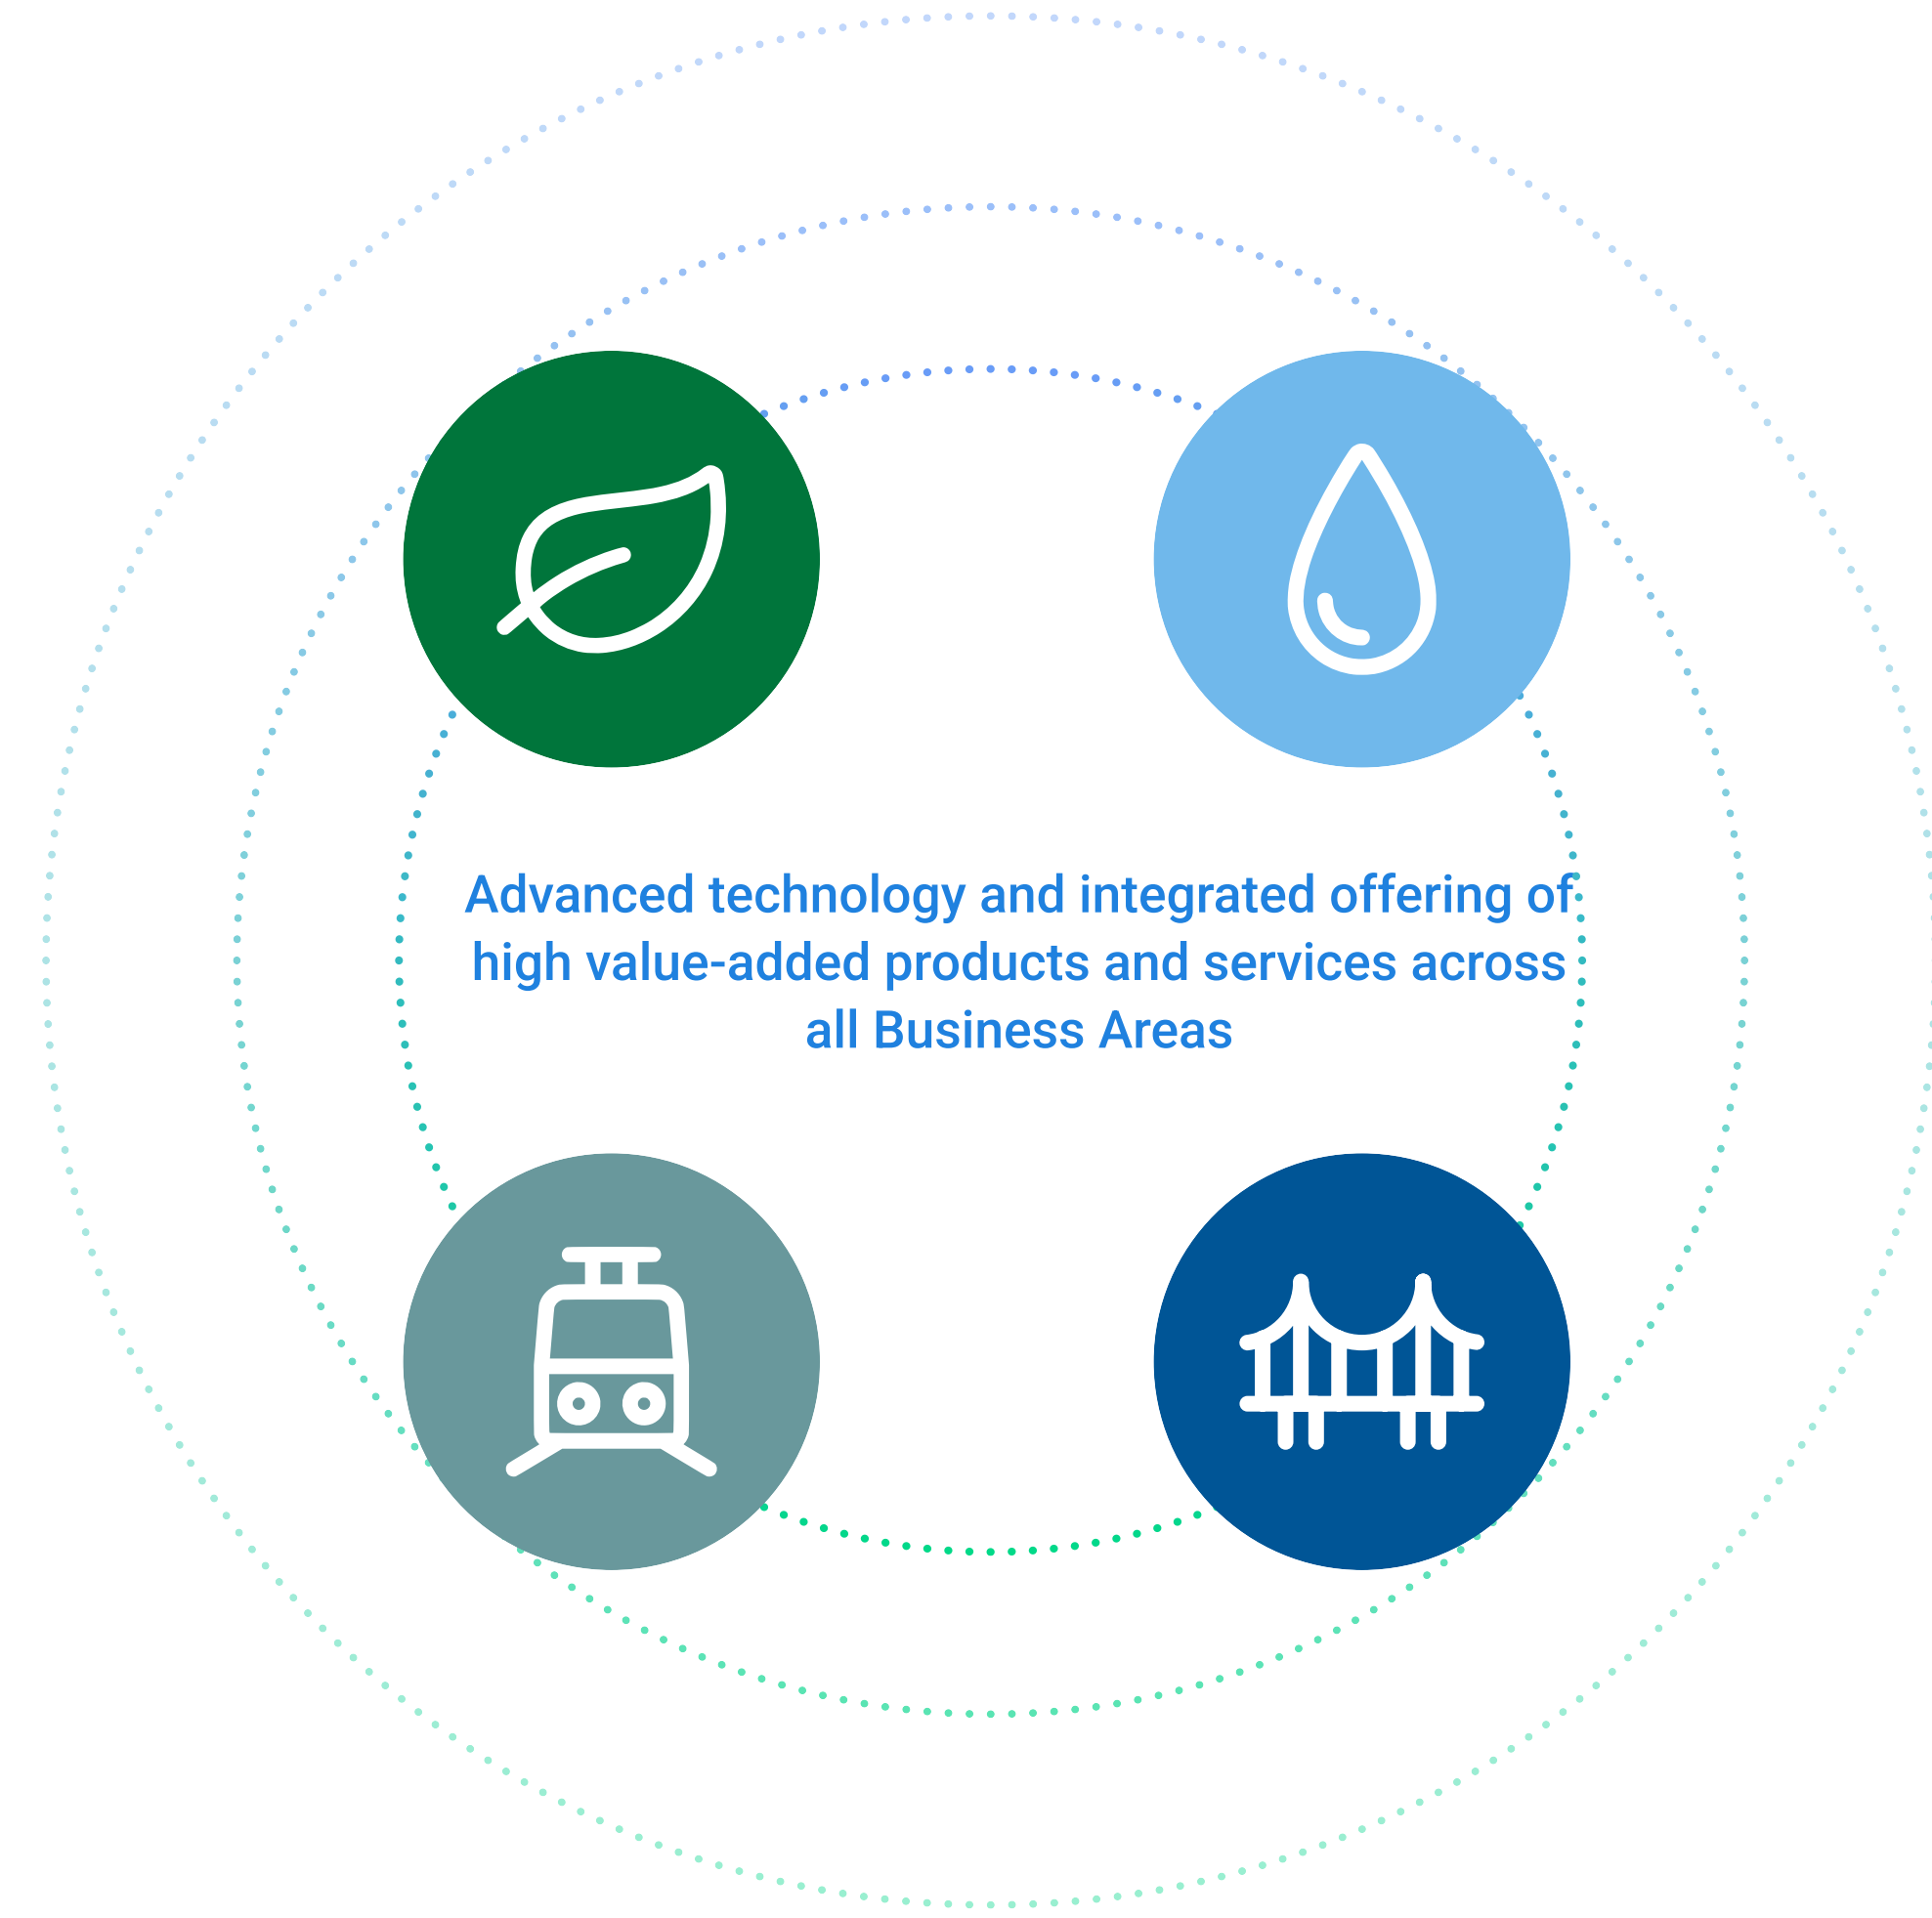 Advanced technology and integrated offering of
high value-added products and services across
all Business Areas